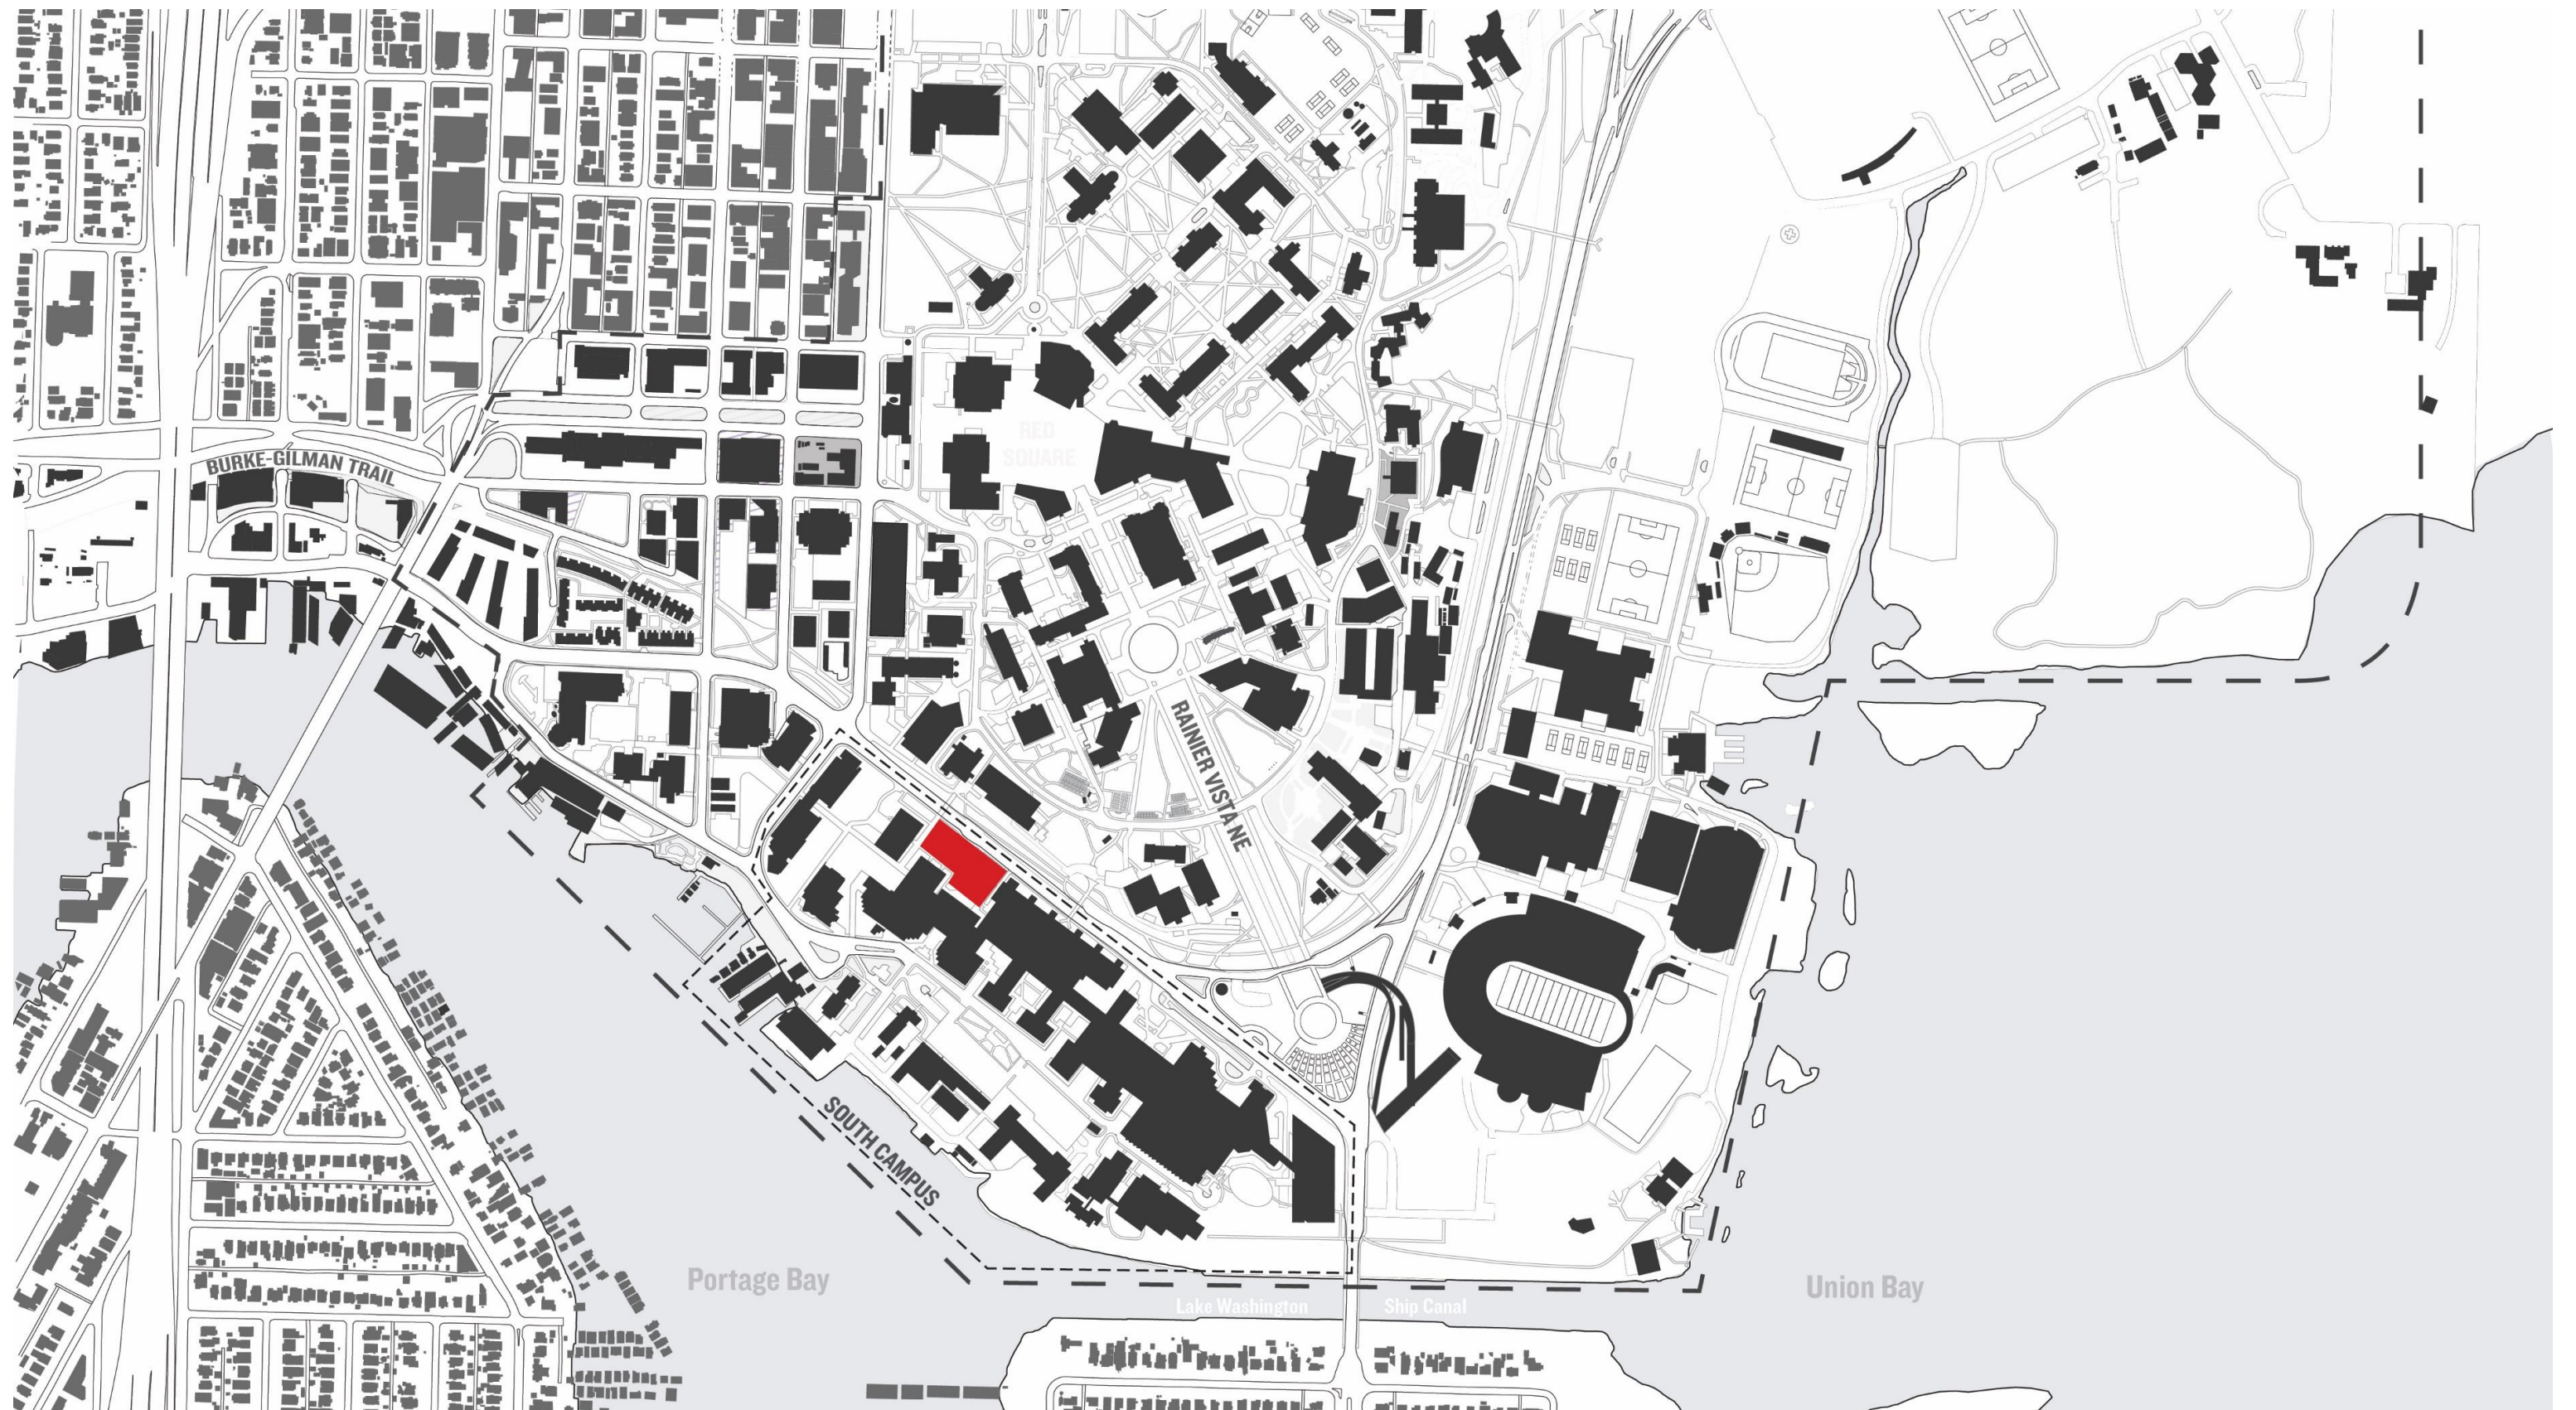 RED
SQUARE
BURKE-GILMAN TRAIL
RAINIER VISTA NE
SOUTH CAMPUS
Portage Bay
Union Bay
Lake Washington
Ship Canal